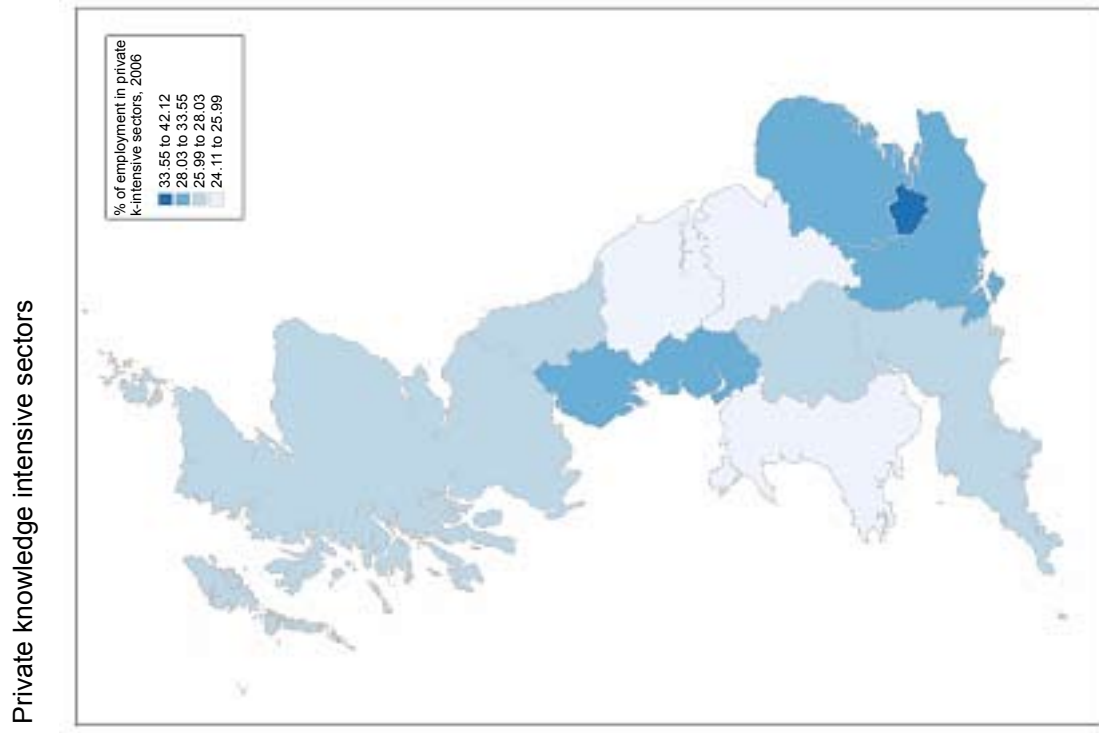 Private knowledge intensive sectors
% of employment in private
k-intensive sectors, 2006
33.55 to 42.12
28.03 to 33.55
25.99 to 28.03
24.11 to 25.99